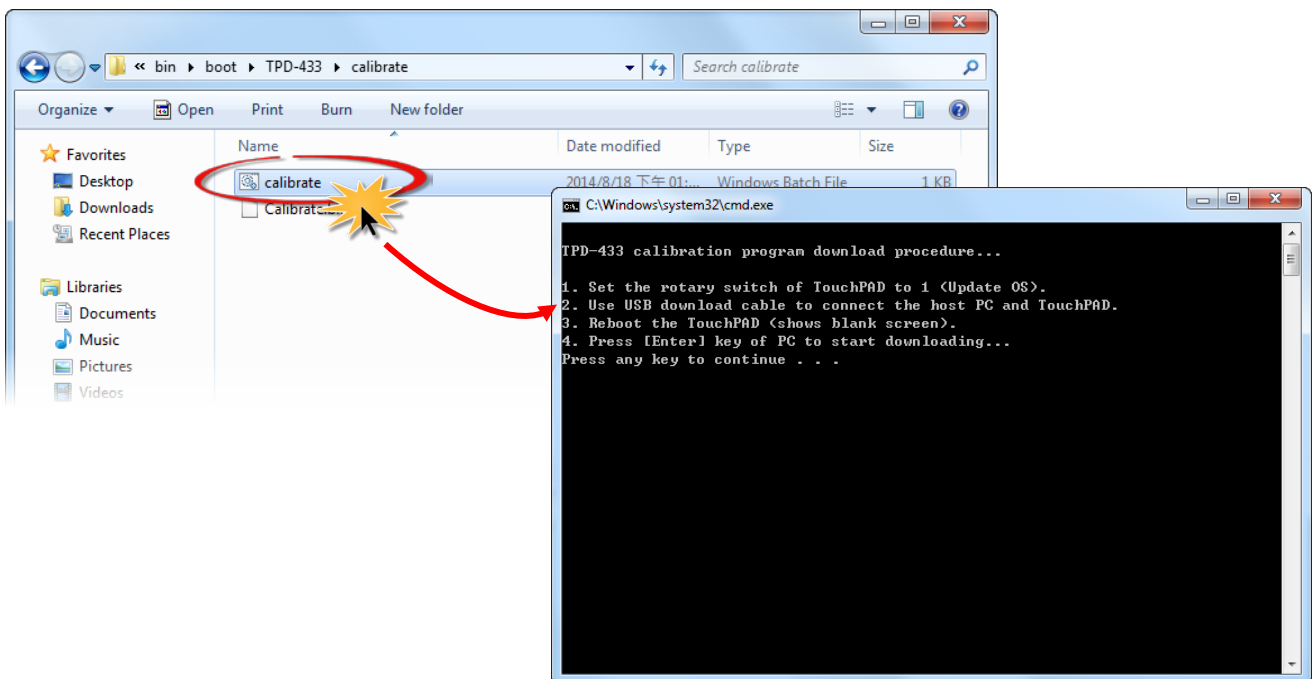 « bin boot TPD-433 calibrate
Search calibrate
Organize Open Print Burn New folder
Name Date modified Type Size
Favorites
Desktop
Downloads
Recent Places
Libraries
Documents
Music
Pictures
Videos
calibrate 2014/8/18 下午 01:... Windows Batch File 1 KB
C:\Windows\system32\cmd.exe
TPD-433 calibration program download procedure...
1. Set the rotary switch of TouchPAD to 1 (Update OS).
2. Use USB download cable to connect the host PC and TouchPAD.
3. Reboot the TouchPAD (shows blank screen).
4. Press [Enter] key of PC to start downloading...
Press any key to continue . . .